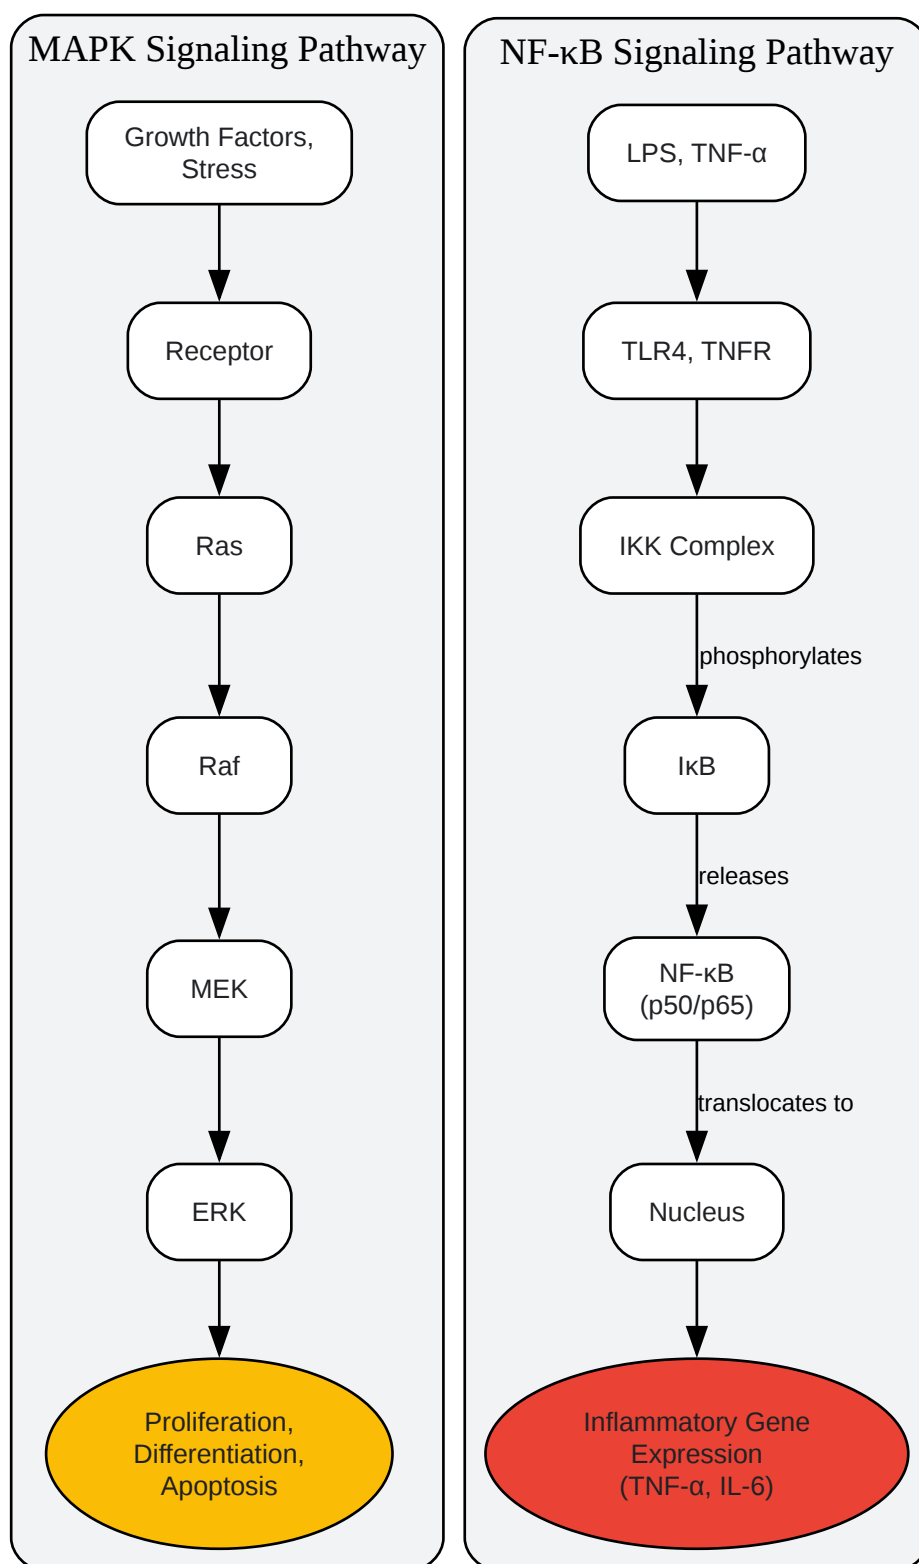 MAPK Signaling Pathway
Growth Factors,
Stress
Receptor
Ras
Raf
MEK
ERK
Proliferation,
Differentiation,
Apoptosis
NF-κB Signaling Pathway
LPS, TNF-α
TLR4, TNFR
IKK Complex
phosphorylates
IκB
releases
NF-κB
(p50/p65)
translocates to
Nucleus
Inflammatory Gene
Expression
(TNF-α, IL-6)